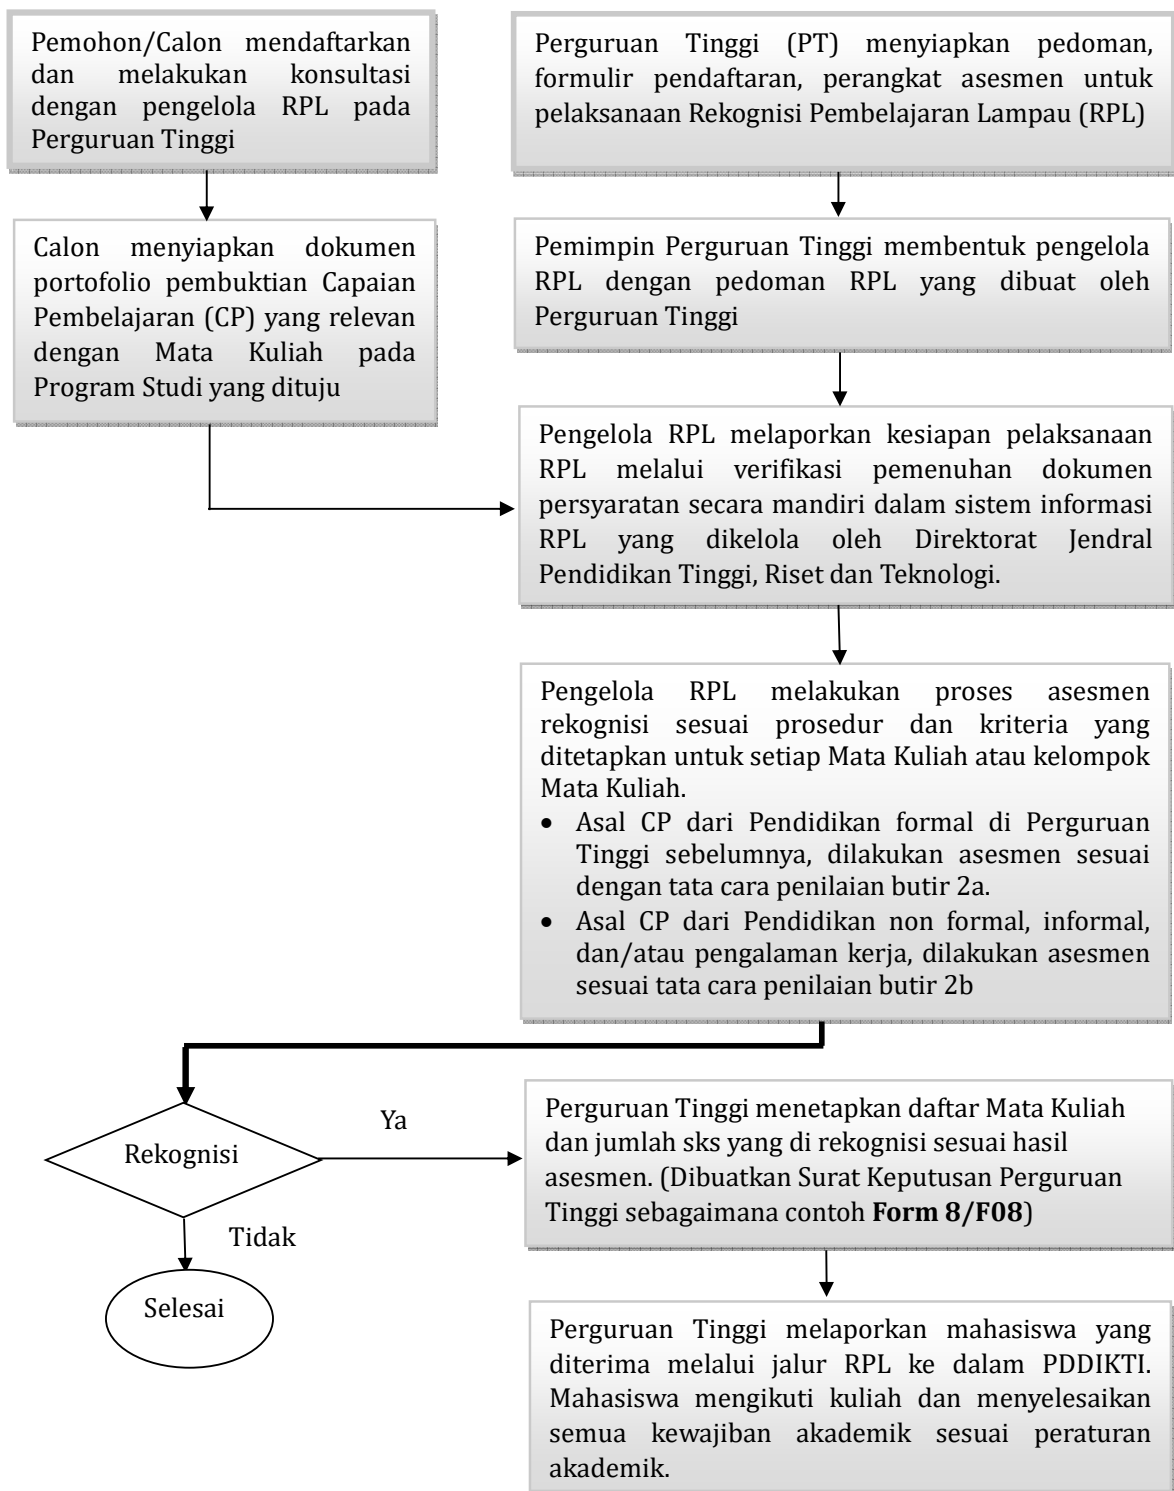 Pemohon/Calon mendaftarkan
dan melakukan konsultasi
dengan pengelola RPL pada
Perguruan Tinggi
Perguruan Tinggi (PT) menyiapkan pedoman,
formulir pendaftaran, perangkat asesmen untuk
pelaksanaan Rekognisi Pembelajaran Lampau (RPL)
Calon menyiapkan dokumen
portofolio pembuktian Capaian
Pembelajaran (CP) yang relevan
dengan Mata Kuliah pada
Program Studi yang dituju
Pemimpin Perguruan Tinggi membentuk pengelola
RPL dengan pedoman RPL yang dibuat oleh
Perguruan Tinggi
Pengelola RPL melaporkan kesiapan pelaksanaan
RPL melalui verifikasi pemenuhan dokumen
persyaratan secara mandiri dalam sistem informasi
RPL yang dikelola oleh Direktorat Jendral
Pendidikan Tinggi, Riset dan Teknologi.
Pengelola RPL melakukan proses asesmen
rekognisi sesuai prosedur dan kriteria yang
ditetapkan untuk setiap Mata Kuliah atau kelompok
Mata Kuliah.
• Asal CP dari Pendidikan formal di Perguruan
Tinggi sebelumnya, dilakukan asesmen sesuai
dengan tata cara penilaian butir 2a.
• Asal CP dari Pendidikan non formal, informal,
dan/atau pengalaman kerja, dilakukan asesmen
sesuai tata cara penilaian butir 2b
Rekognisi
Ya
Perguruan Tinggi menetapkan daftar Mata Kuliah
dan jumlah sks yang di rekognisi sesuai hasil
asesmen. (Dibuatkan Surat Keputusan Perguruan
Tinggi sebagaimana contoh Form 8/F08)
Tidak
Selesai
Perguruan Tinggi melaporkan mahasiswa yang
diterima melalui jalur RPL ke dalam PDDIKTI.
Mahasiswa mengikuti kuliah dan menyelesaikan
semua kewajiban akademik sesuai peraturan
akademik.